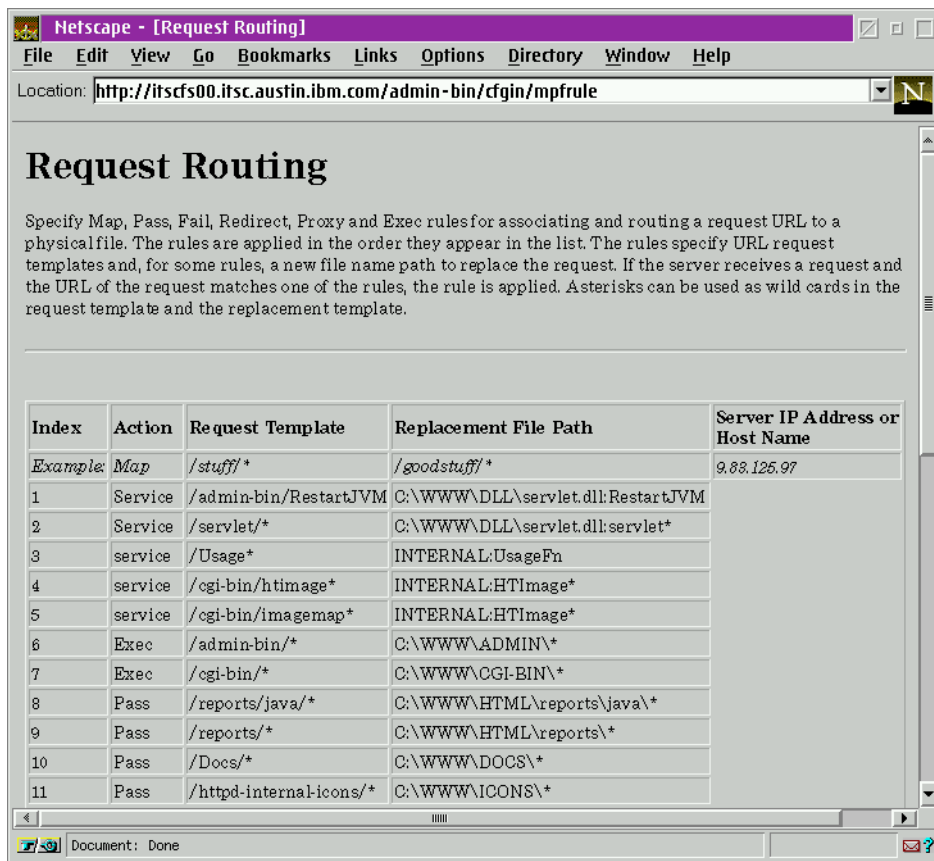 Netscape - [Request Routing]
File Edit View Go Bookmarks Links Options Directory Window Help
Location: http://itscfs00.itsc.austin.ibm.com/admin-bin/cfgin/mpfrule
N
Request Routing
Specify Map, Pass, Fail, Redirect, Proxy and Exec rules for associating and routing a request URL to a
physical file. The rules are applied in the order they appear in the list. The rules specify URL request
templates and, for some rules, a new file name path to replace the request. If the server receives a request and
the URL of the request matches one of the rules, the rule is applied. Asterisks can be used as wild cards in the
request template and the replacement template.
Index Action Request Template Replacement File Path Server IP Address or Host Name
Example: Map /stuff/* /goodstuff/* 9.83.125.97
1 Service /admin-bin/RestartJVM C:\WWW\DLL\servlet.dll:RestartJVM
2 Service /servlet/* C:\WWW\DLL\servlet.dll:servlet*
3 service /Usage* INTERNAL:UsageFn
4 service /cgi-bin/htimage* INTERNAL:HTImage*
5 service /cgi-bin/imagemap* INTERNAL:HTImage*
6 Exec /admin-bin/* C:\WWW\ADMIN\*
7 Exec /cgi-bin/* C:\WWW\CGI-BIN\*
8 Pass /reports/java/* C:\WWW\HTML\reports\java\*
9 Pass /reports/* C:\WWW\HTML\reports\*
10 Pass /Docs/* C:\WWW\DOCS\*
11 Pass /httpd-internal-icons/* C:\WWW\ICONS\*
Document: Done
?